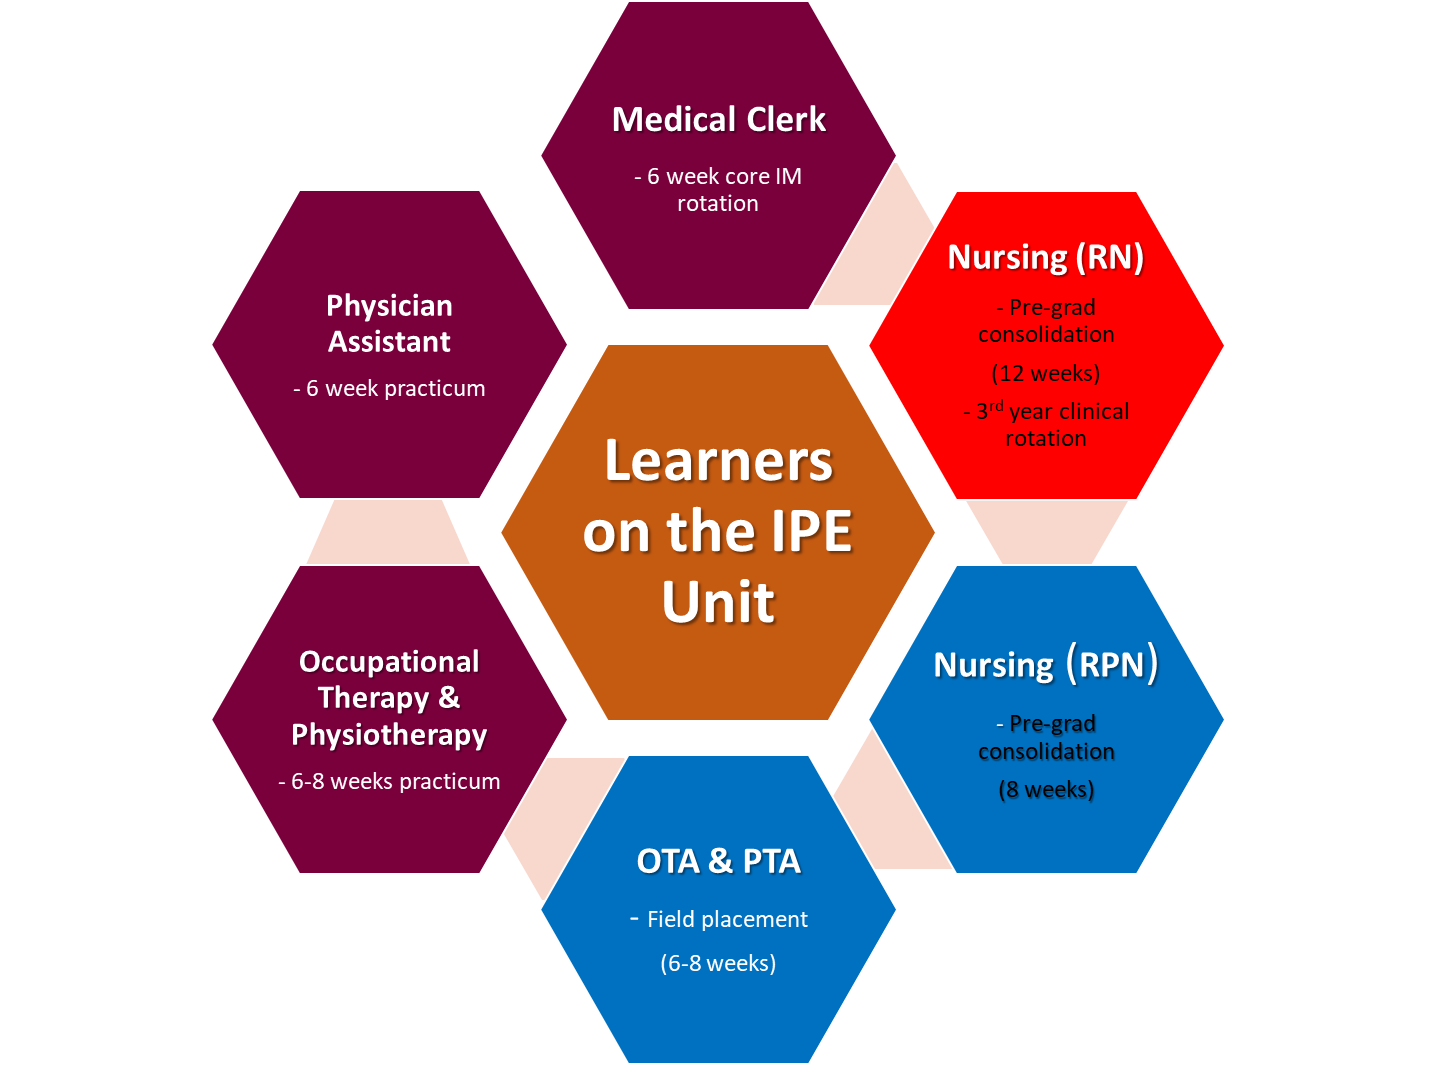 Medical Clerk
- 6 week core IM
rotation
Nursing (RN)
- Pre-grad
consolidation
(12 weeks)
- 3rd year clinical
rotation
Nursing (RPN)
- Pre-grad
consolidation
(8 weeks)
OTA & PTA
- Field placement
(6-8 weeks)
Occupational
Therapy &
Physiotherapy
- 6-8 weeks practicum
Physician
Assistant
- 6 week practicum
Learners
on the IPE
Unit